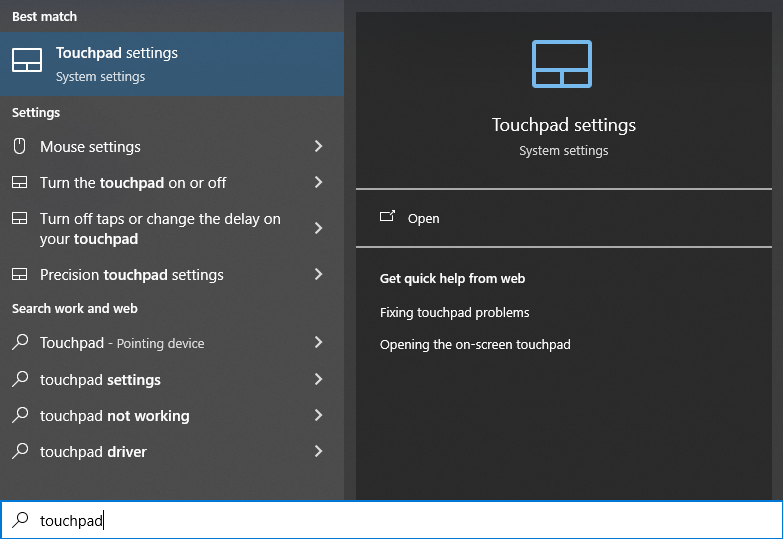 Best match
Touchpad settings
System settings
Settings
Mouse settings
Turn the touchpad on or off
Turn off taps or change the delay on
your touchpad
Precision touchpad settings
Search work and web
Touchpad - Pointing device
touchpad settings
touchpad not working
touchpad driver
Touchpad settings
System settings
Open
Get quick help from web
Fixing touchpad problems
Opening the on-screen touchpad
touchpad